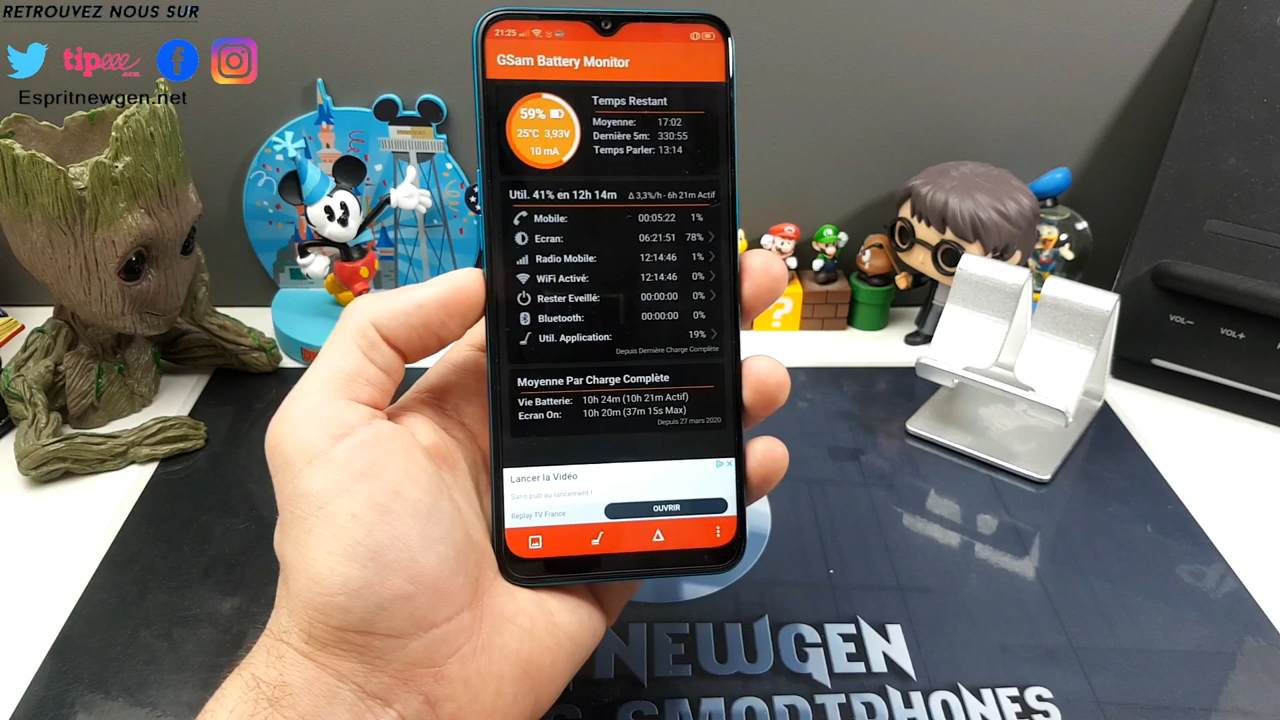 RETROUVEZ NOUS SUR
tipeee
.com
Espritnewgen.net
21:25
GSam Battery Monitor
59%
25°C 3,93V
10 mA
Temps Restant
Moyenne: 17:02
Dernière 5m: 330:55
Temps Parler: 13:14
Util. 41% en 12h 14m Δ 3,3%/h - 6h 21m Actif
Mobile: 00:05:22 1%
Ecran: 06:21:51 78%
Radio Mobile: 12:14:46 1%
WiFi Activé: 12:14:46 0%
Rester Eveillé: 00:00:00 0%
Bluetooth: 00:00:00 0%
Util. Application: 19%
Depuis Dernière Charge Complète
Moyenne Par Charge Complète
Vie Batterie: 10h 24m (10h 21m Actif)
Ecran On: 10h 20m (37m 15s Max)
Depuis 27 mars 2020
Lancer la Vidéo
Sans pub au lancement !
Replay TV France
OUVRIR
VOL-
VOL+
?
NEWGEN
SMARTPHONES